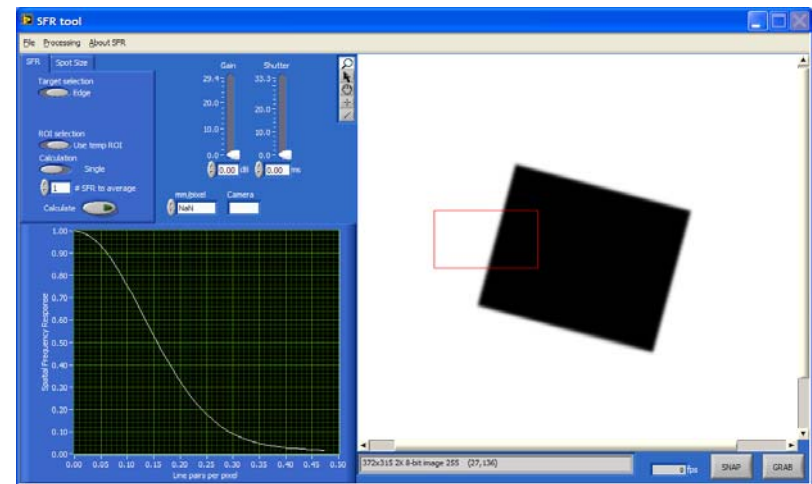 SFR tool
File Processing About SFR
SFR Spot Size
Target selection
Edge
ROI selection
Use temp ROI
Calculation
Single
1 # SFR to average
Calculate
Gain Shutter
29.4 33.3
20.0 20.0
10.0 10.0
0.0 0.0
0.00 dB 0.00 ms
mm/pixel Camera
NaN
Spatial Frequency Response
1.00
0.90
0.80
0.70
0.60
0.50
0.40
0.30
0.20
0.10
0.00
0.00 0.05 0.10 0.15 0.20 0.25 0.30 0.35 0.40 0.45 0.50
Line pairs per pixel
372x315 2X 8-bit image 255 (27,136)
0 fps SNAP GRAB